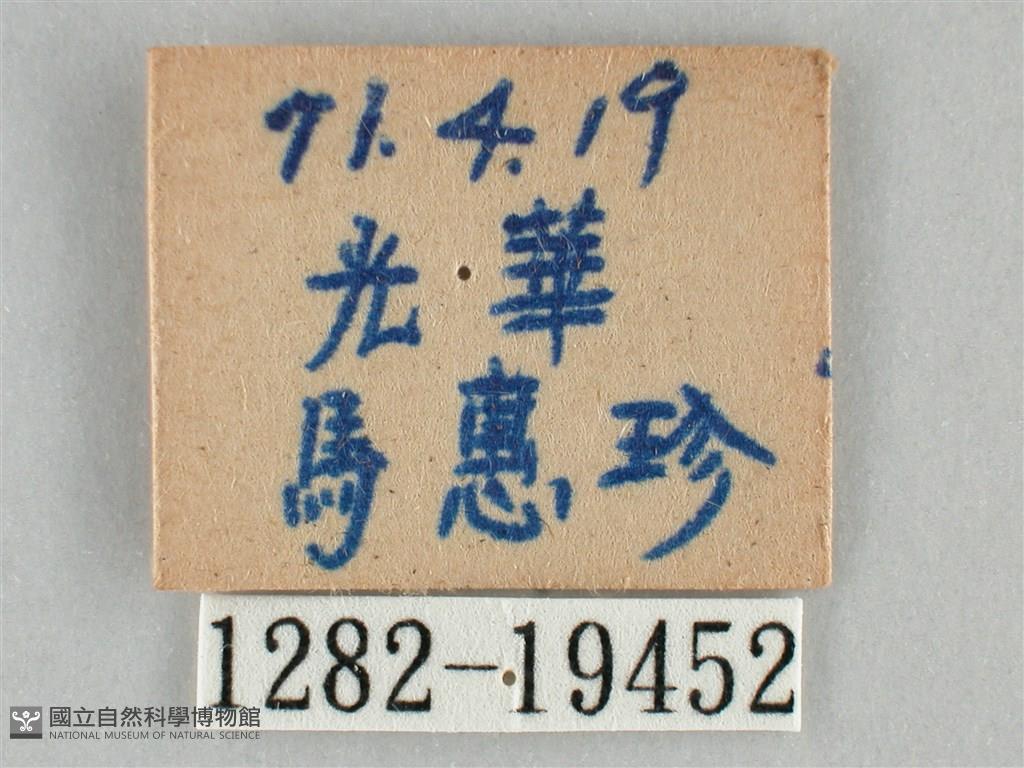 71.4.19
光華
馬惠珍
1282-19452
國立自然科學博物館
NATIONAL MUSEUM OF NATURAL SCIENCE